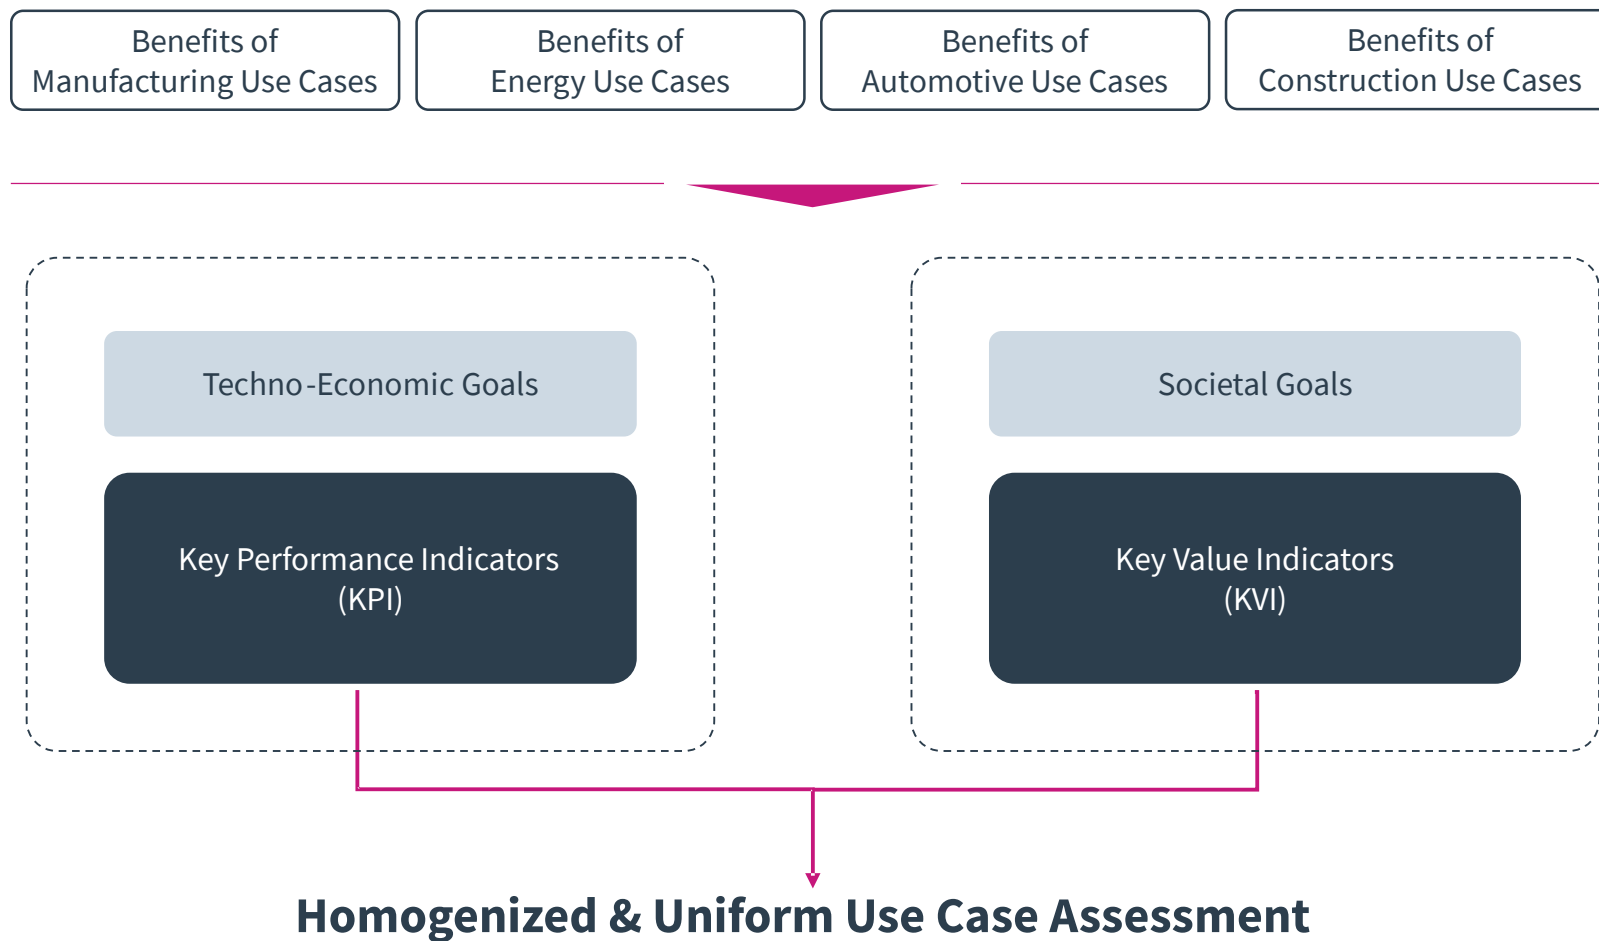 Benefits of
Manufacturing Use Cases
Benefits of
Energy Use Cases
Benefits of
Automotive Use Cases
Benefits of
Construction Use Cases
Techno-Economic Goals
Societal Goals
Key Performance Indicators
(KPI)
Key Value Indicators
(KVI)
Homogenized & Uniform Use Case Assessment